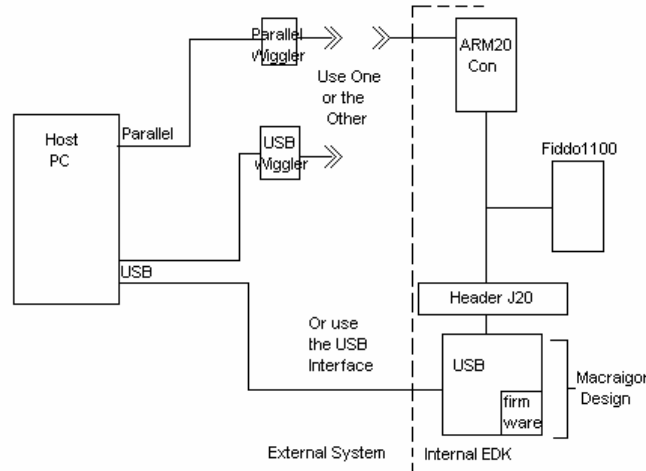 Parallel
Wiggler
ARM20
Con
Use One
or the
Other
Host
PC
Parallel
USB
Wiggler
Fiddo1100
USB
Header J20
Or use
the USB
Interface
USB
firm
ware
Macraigor
Design
External System
Internal EDK